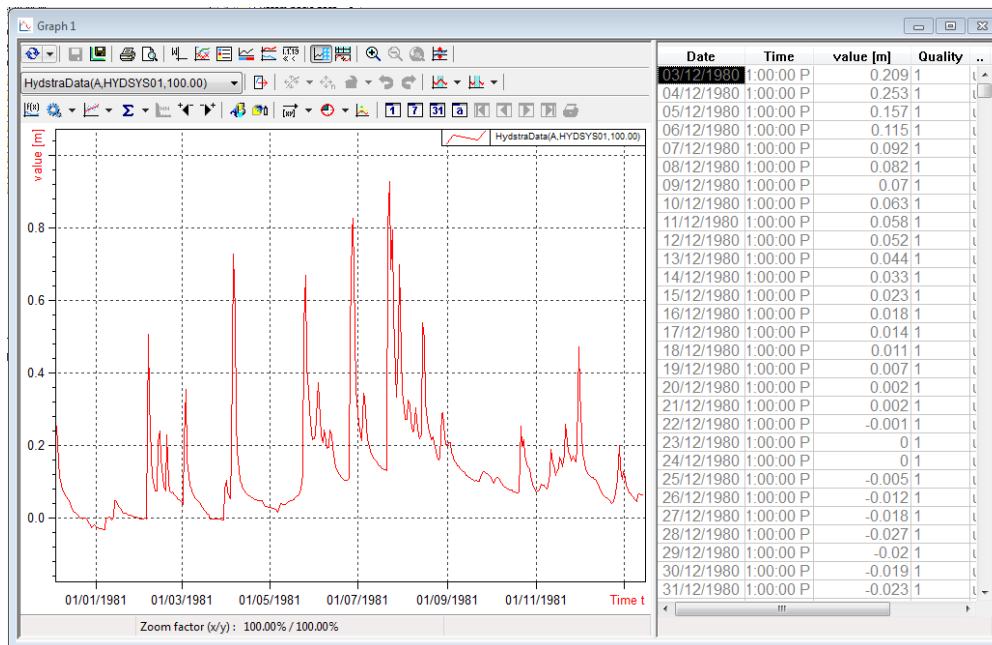 Graph 1
HydstraData(A,HYDSYS01,100.00)
value [m]
HydstraData(A,HYDSYS01,100.00)
0.8
0.6
0.4
0.2
0.0
01/01/1981 01/03/1981 01/05/1981 01/07/1981 01/09/1981 01/11/1981 Time t
Zoom factor (x/y) : 100.00% / 100.00%
Date Time value [m] Quality ..
03/12/1980 1:00:00 P 0.209 1
04/12/1980 1:00:00 P 0.253 1
05/12/1980 1:00:00 P 0.157 1
06/12/1980 1:00:00 P 0.115 1
07/12/1980 1:00:00 P 0.092 1
08/12/1980 1:00:00 P 0.082 1
09/12/1980 1:00:00 P 0.07 1
10/12/1980 1:00:00 P 0.063 1
11/12/1980 1:00:00 P 0.058 1
12/12/1980 1:00:00 P 0.052 1
13/12/1980 1:00:00 P 0.044 1
14/12/1980 1:00:00 P 0.033 1
15/12/1980 1:00:00 P 0.023 1
16/12/1980 1:00:00 P 0.018 1
17/12/1980 1:00:00 P 0.014 1
18/12/1980 1:00:00 P 0.011 1
19/12/1980 1:00:00 P 0.007 1
20/12/1980 1:00:00 P 0.002 1
21/12/1980 1:00:00 P 0.002 1
22/12/1980 1:00:00 P -0.001 1
23/12/1980 1:00:00 P 0 1
24/12/1980 1:00:00 P 0 1
25/12/1980 1:00:00 P -0.005 1
26/12/1980 1:00:00 P -0.012 1
27/12/1980 1:00:00 P -0.018 1
28/12/1980 1:00:00 P -0.027 1
29/12/1980 1:00:00 P -0.02 1
30/12/1980 1:00:00 P -0.019 1
31/12/1980 1:00:00 P -0.023 1